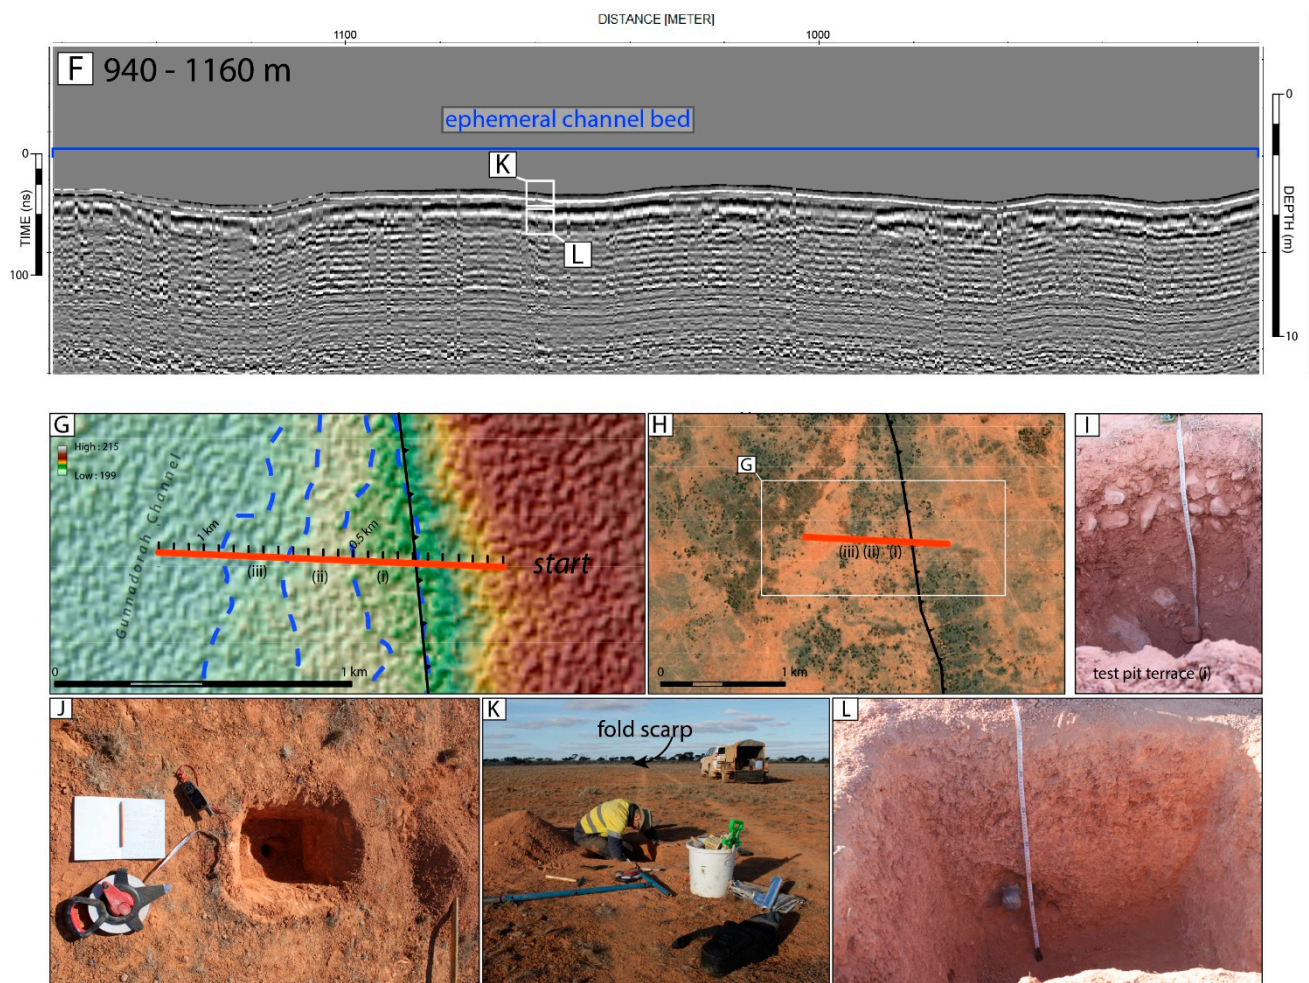 DISTANCE [METER]
1100
1000
F 940 - 1160 m
ephemeral channel bed
0
0
K
TIME (ns)
DEPTH (m)
L
100
10
G
High : 215
Low : 199
Gunnadorah Channel
1 km
0.5 km
start
(iii)
(ii)
(i)
0
1 km
H
G
(iii) (ii) (i)
0
1 km
I
test pit terrace (i)
J
K
fold scarp
L